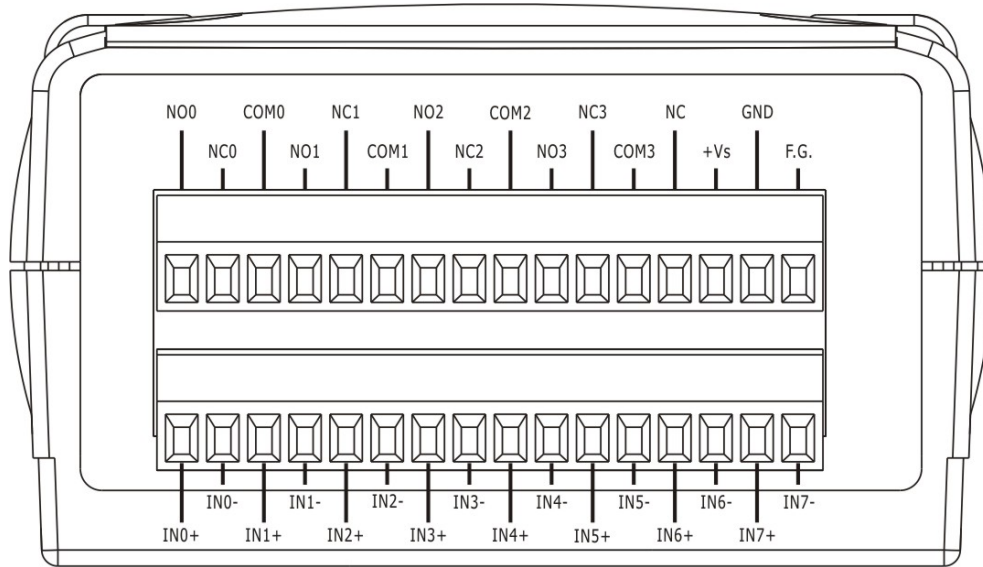 NO0 COM0 NC1 NO2 COM2 NC3 NC GND
NC0 NO1 COM1 NC2 NO3 COM3 +Vs F.G.
IN0- IN1- IN2- IN3- IN4- IN5- IN6- IN7-
IN0+ IN1+ IN2+ IN3+ IN4+ IN5+ IN6+ IN7+